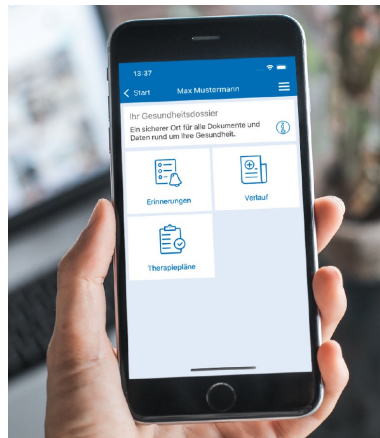 13:37
Start Max Mustermann
Ihr Gesundheitsdossier
Ein sicherer Ort für alle Dokumente und
Daten rund um Ihre Gesundheit.
Erinnerungen
Verlauf
Therapiepläne